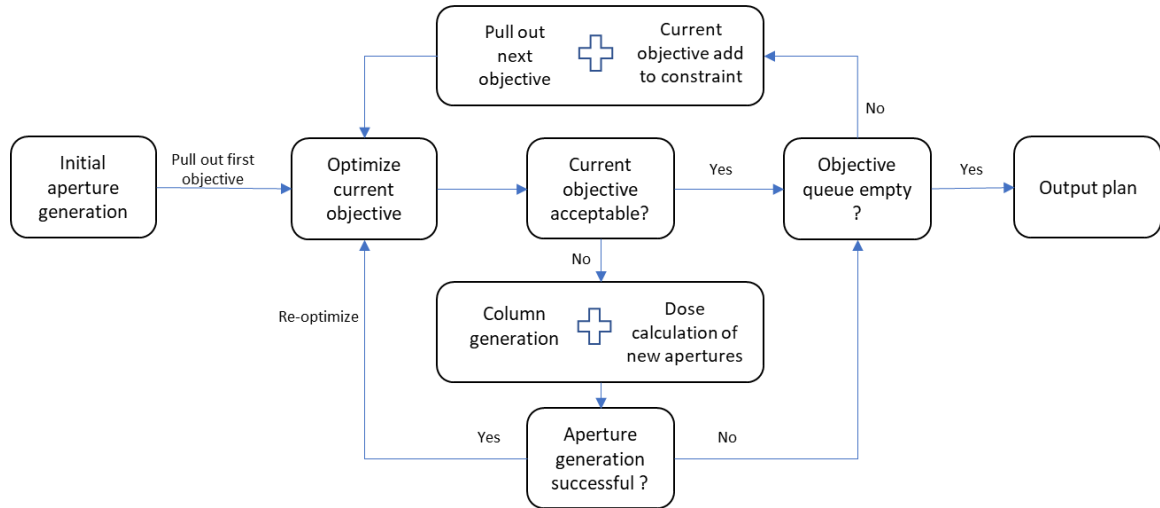 Pull out
next
objective
Current
objective add
to constraint
No
Initial
aperture
generation
Pull out first
objective
Optimize
current
objective
Current
objective
acceptable?
Yes
Objective
queue empty
?
Yes
Output plan
No
Re-optimize
Column
generation
Dose
calculation of
new apertures
Yes
Aperture
generation
successful ?
No